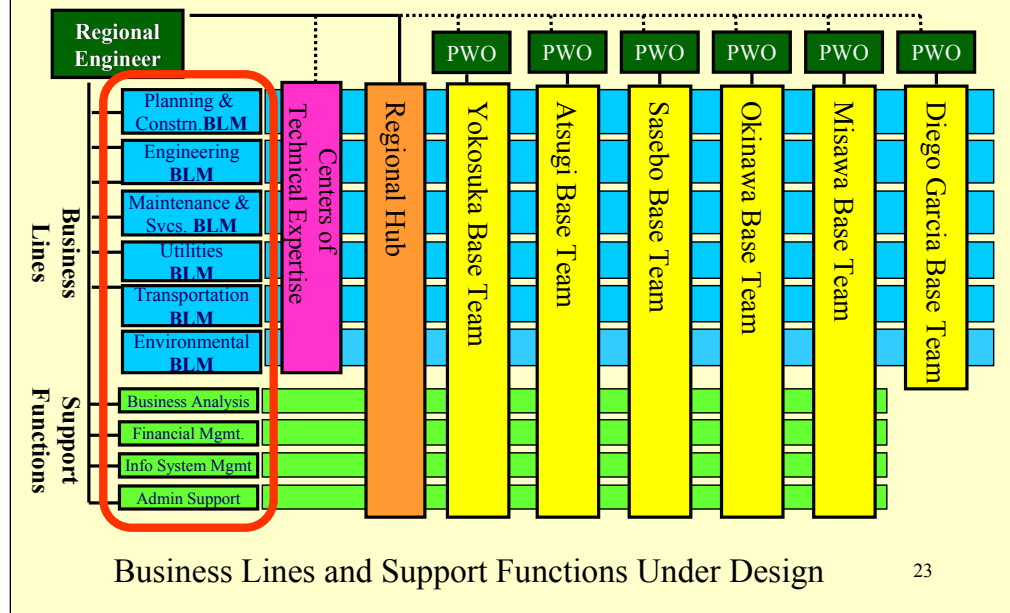 Regional
Engineer
PWO
PWO
PWO
PWO
PWO
PWO
Business
Lines
Planning &
Constrn.BLM
Engineering
BLM
Maintenance &
Svcs. BLM
Utilities
BLM
Transportation
BLM
Environmental
BLM
Support
Functions
Business Analysis
Financial Mgmt.
Info System Mgmt
Admin Support
Centers of
Technical Expertise
Regional Hub
Yokosuka Base Team
Atsugi Base Team
Sasebo Base Team
Okinawa Base Team
Misawa Base Team
Diego Garcia Base Team
Business Lines and Support Functions Under Design
23